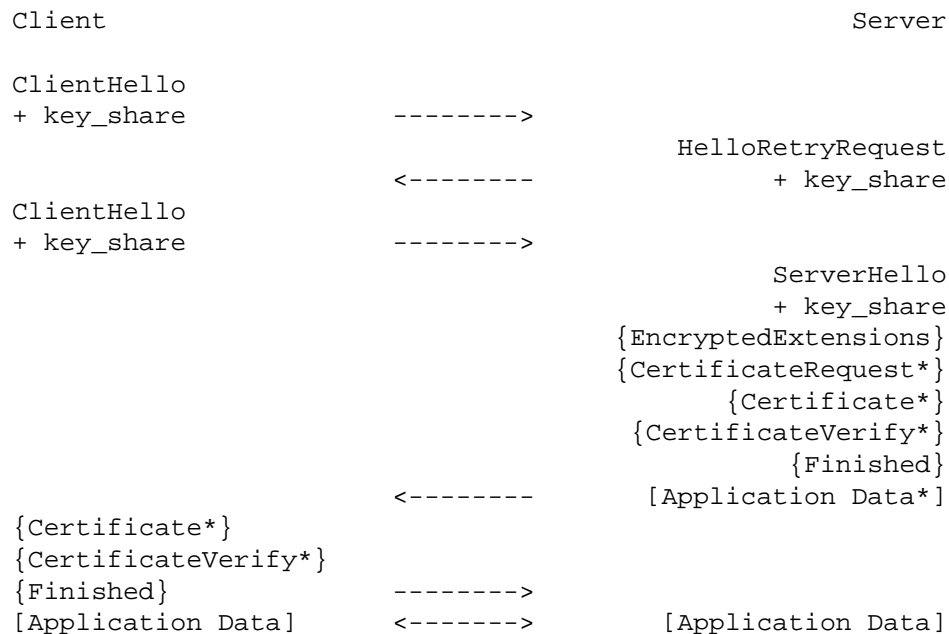 Client                                               Server

ClientHello
+ key_share             -------->
                                          HelloRetryRequest
                        <--------               + key_share
ClientHello
+ key_share             -------->
                                                ServerHello
                                                + key_share
                                      {EncryptedExtensions}
                                      {CertificateRequest*}
                                             {Certificate*}
                                       {CertificateVerify*}
                                                 {Finished}
                        <--------       [Application Data*]
{Certificate*}
{CertificateVerify*}
{Finished}              -------->
[Application Data]      <------->        [Application Data]